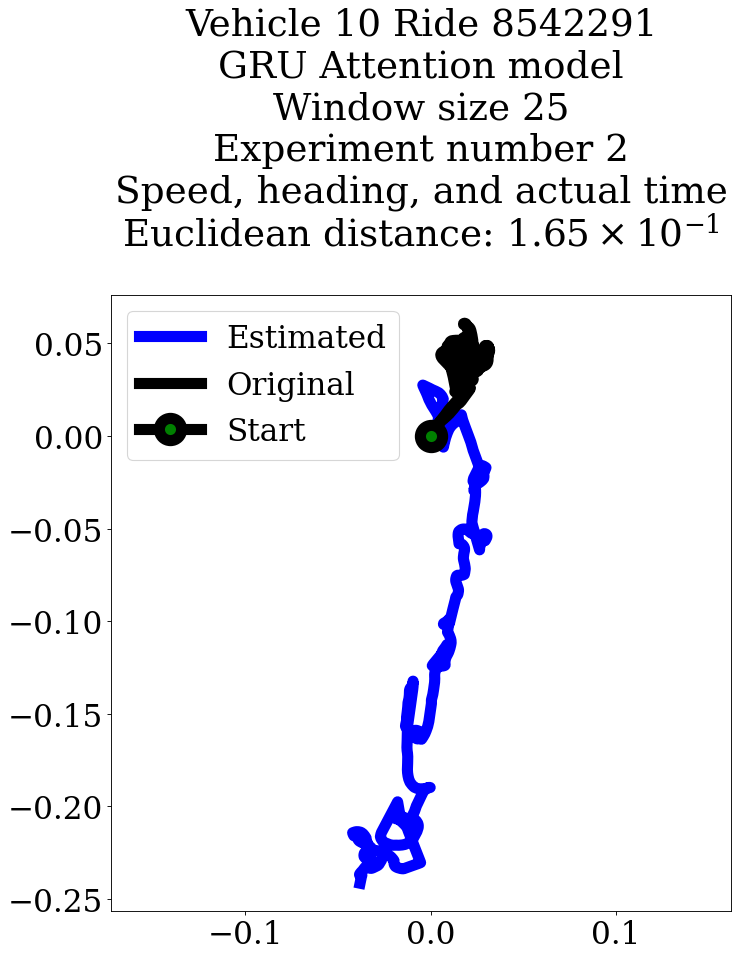 Vehicle 10 Ride 8542291
GRU Attention model
Window size 25
Experiment number 2
Speed, heading, and actual time
Euclidean distance: 1.65 × 10⁻¹
Estimated
Original
Start
0.05
0.00
−0.05
−0.10
−0.15
−0.20
−0.25
−0.1 0.0 0.1